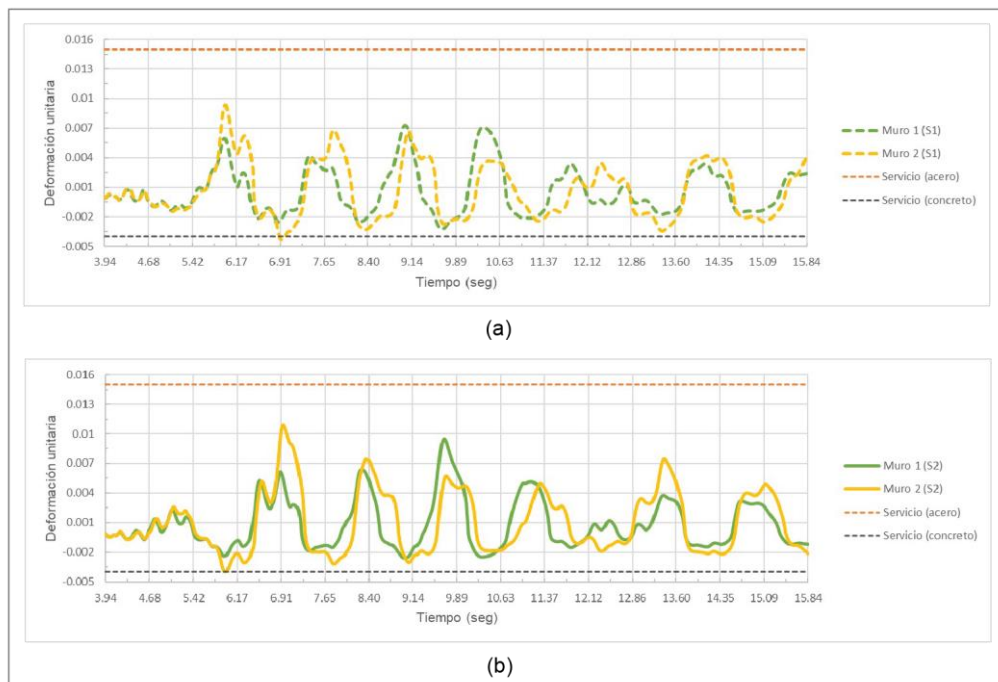 0.016
0.013
0.01
0.007
0.004
0.001
-0.002
-0.005
Deformación unitaria
3.94 4.68 5.42 6.17 6.91 7.65 8.40 9.14 9.89 10.63 11.37 12.12 12.86 13.60 14.35 15.09 15.84
Tiempo (seg)
Muro 1 (S1)
Muro 2 (S1)
Servicio (acero)
Servicio (concreto)
(a)
0.016
0.013
0.01
0.007
0.004
0.001
-0.002
-0.005
Deformación unitaria
3.94 4.68 5.42 6.17 6.91 7.65 8.40 9.14 9.89 10.63 11.37 12.12 12.86 13.60 14.35 15.09 15.84
Tiempo (seg)
Muro 1 (S2)
Muro 2 (S2)
Servicio (acero)
Servicio (concreto)
(b)